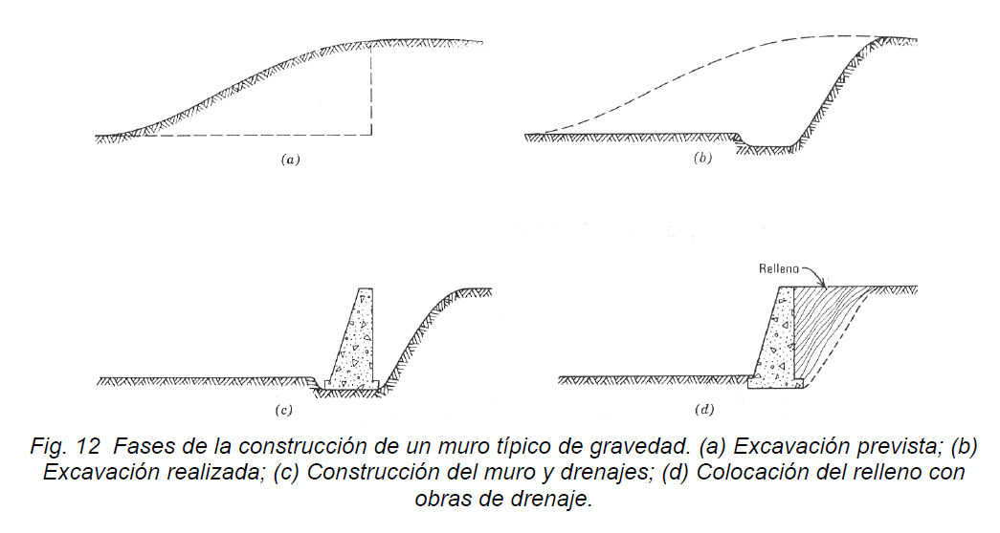 (a)
(b)
Relleno
(c)
(d)
Fig. 12 Fases de la construcción de un muro típico de gravedad. (a) Excavación prevista; (b)
Excavación realizada; (c) Construcción del muro y drenajes; (d) Colocación del relleno con
obras de drenaje.